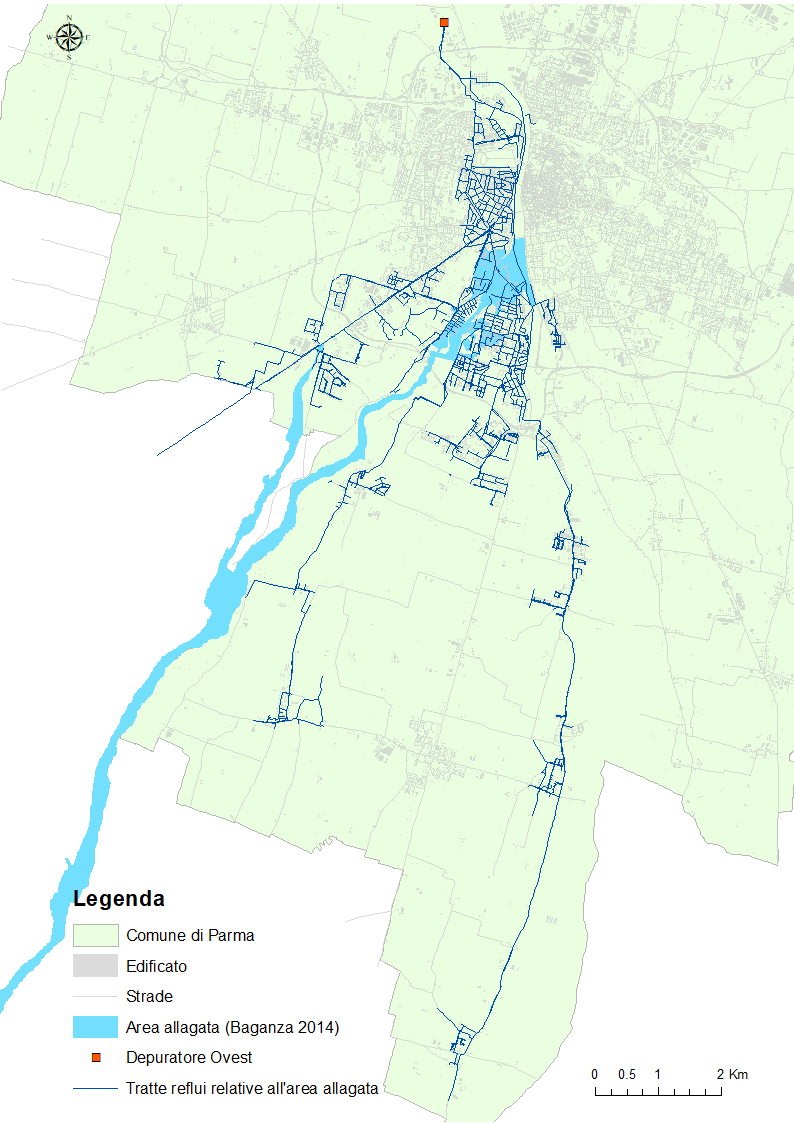 N
W E
S
Legenda
Comune di Parma
Edificato
Strade
Area allagata (Baganza 2014)
Depuratore Ovest
Tratte reflui relative all'area allagata
0 0.5 1 2 Km